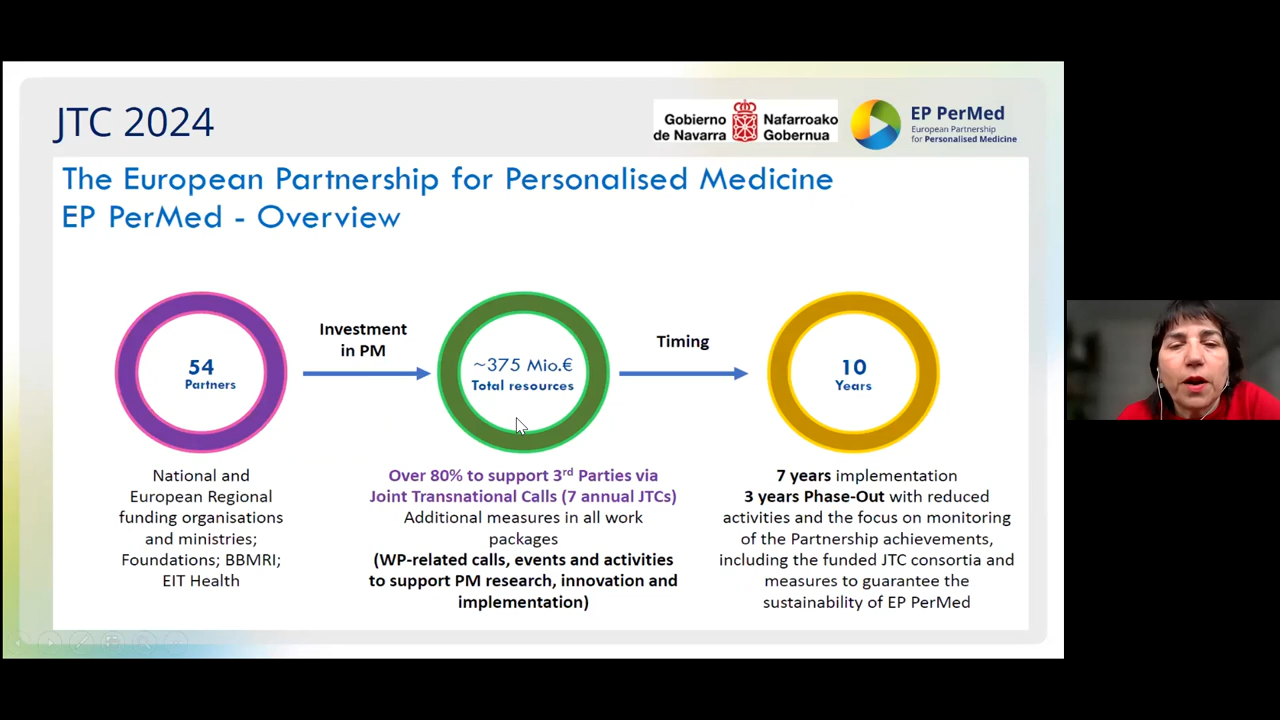 JTC 2024
Gobierno de Navarra
Nafarroako Gobernua
EP PerMed
European Partnership
for Personalised Medicine
The European Partnership for Personalised Medicine
EP PerMed - Overview
54
Partners
Investment
in PM
~375 Mio.€
Total resources
Timing
10
Years
National and
European Regional
funding organisations
and ministries;
Foundations; BBMRI;
EIT Health
Over 80% to support 3rd Parties via
Joint Transnational Calls (7 annual JTCs)
Additional measures in all work
packages
(WP-related calls, events and activities
to support PM research, innovation and
implementation)
7 years implementation
3 years Phase-Out with reduced
activities and the focus on monitoring
of the Partnership achievements,
including the funded JTC consortia and
measures to guarantee the
sustainability of EP PerMed